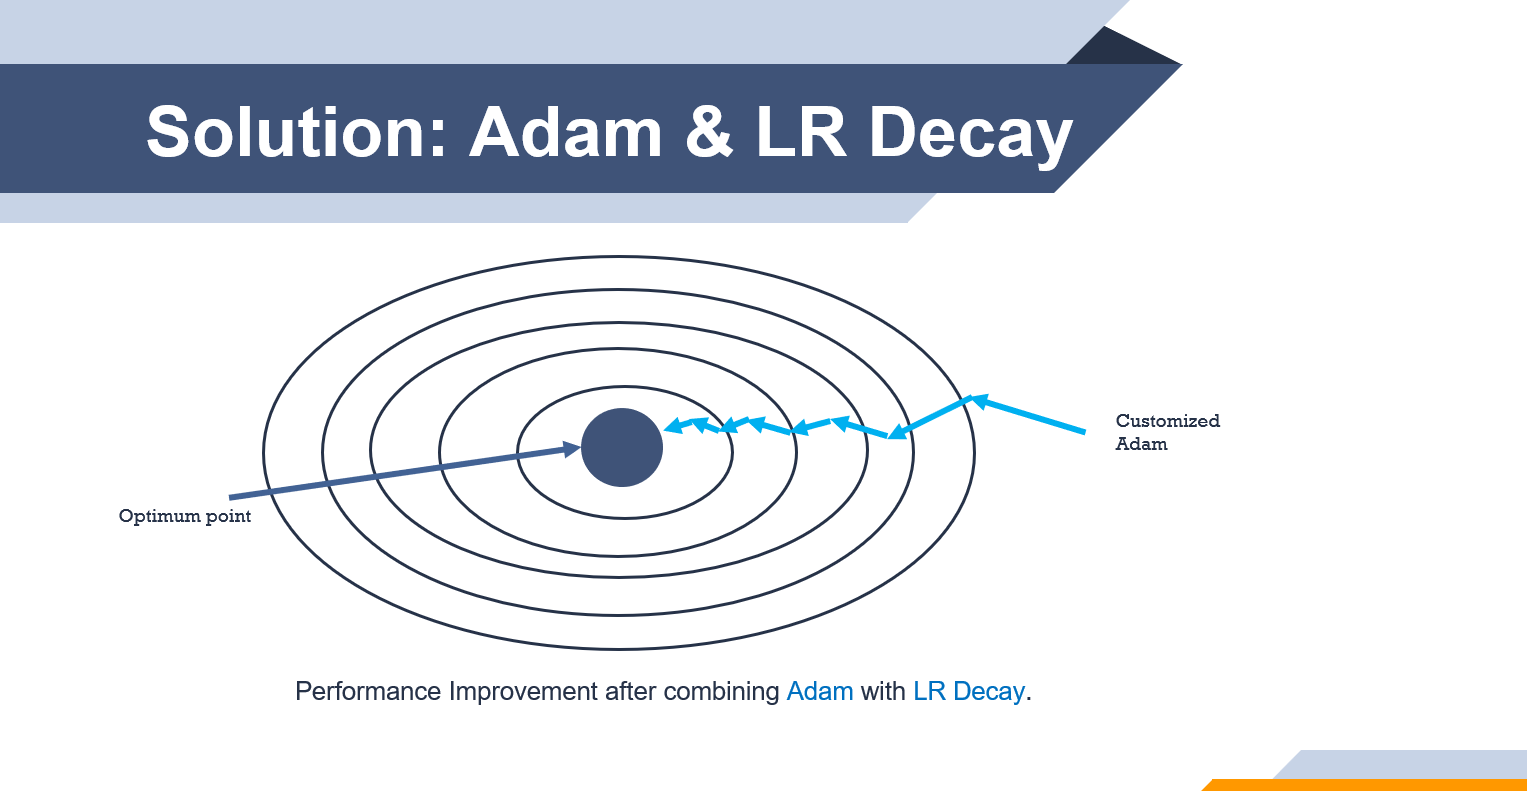 Solution: Adam & LR Decay
Customized
Adam
Optimum point
Performance Improvement after combining Adam with LR Decay.